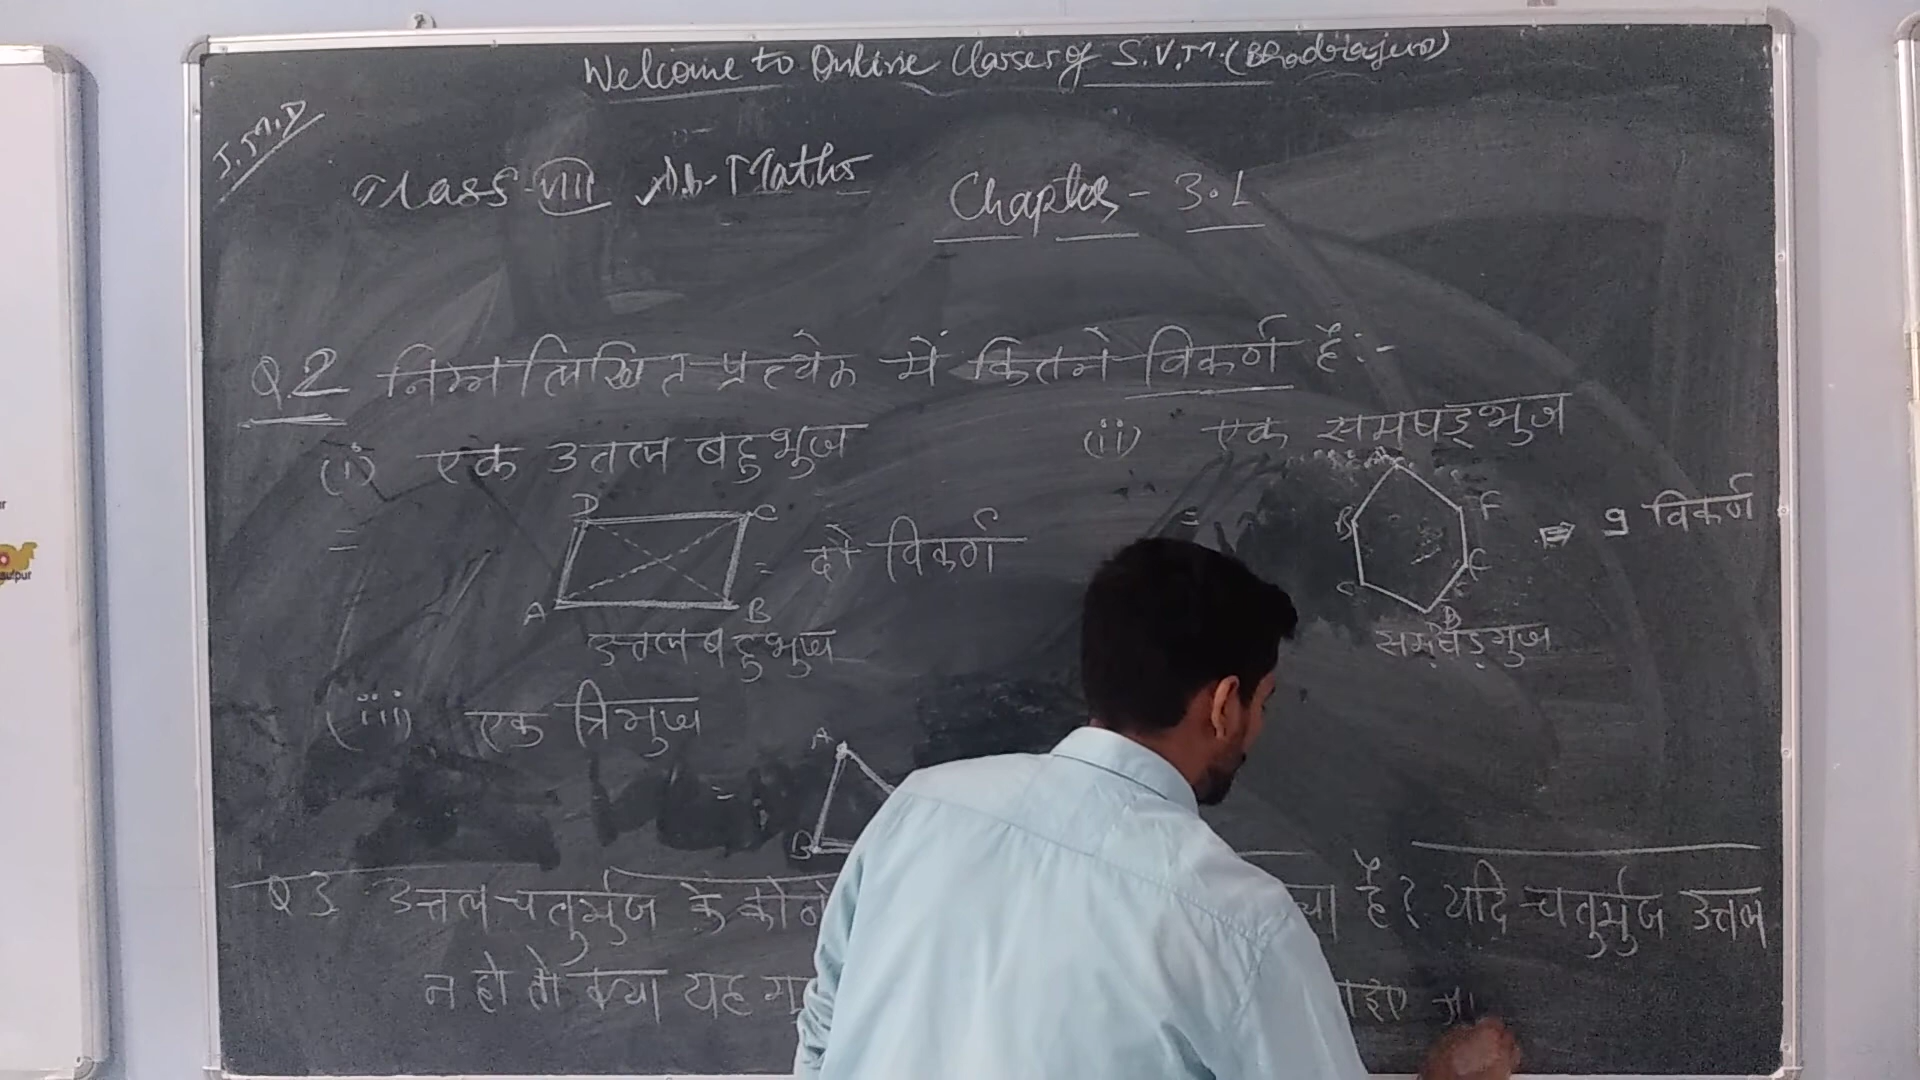 Welcome to Online Classes of S.V.M. (Bhadrajun)
J.M.D
Class-VIII Sub-Maths
Chapter - 3.1
Q.2 निम्नलिखित प्रत्येक में कितने विकर्ण है:-
(i) एक उत्तल बहुभुज
(ii) एक समषड्भुज
= D C = दो विकर्ण
A B
उत्तल बहुभुज
= B F ⇒ 9 विकर्ण
C
D
समषड्भुज
(iii) एक त्रिभुज
= A
B
Q 3 उत्तल चतुर्भुज के है? यदि चतुर्भुज उत्तल
न हो तो क्या यह